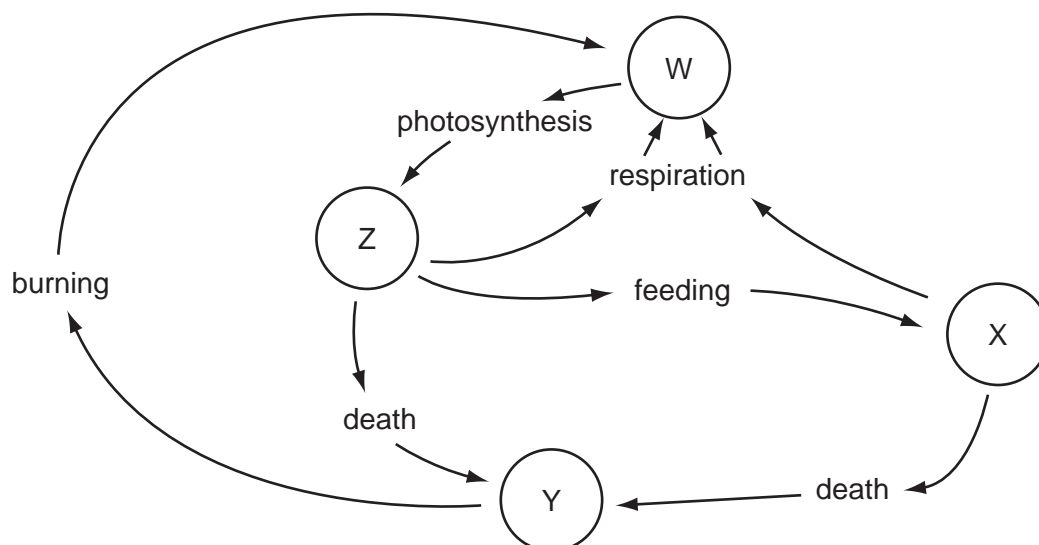 W
photosynthesis
respiration
Z
burning
feeding
X
death
death
Y